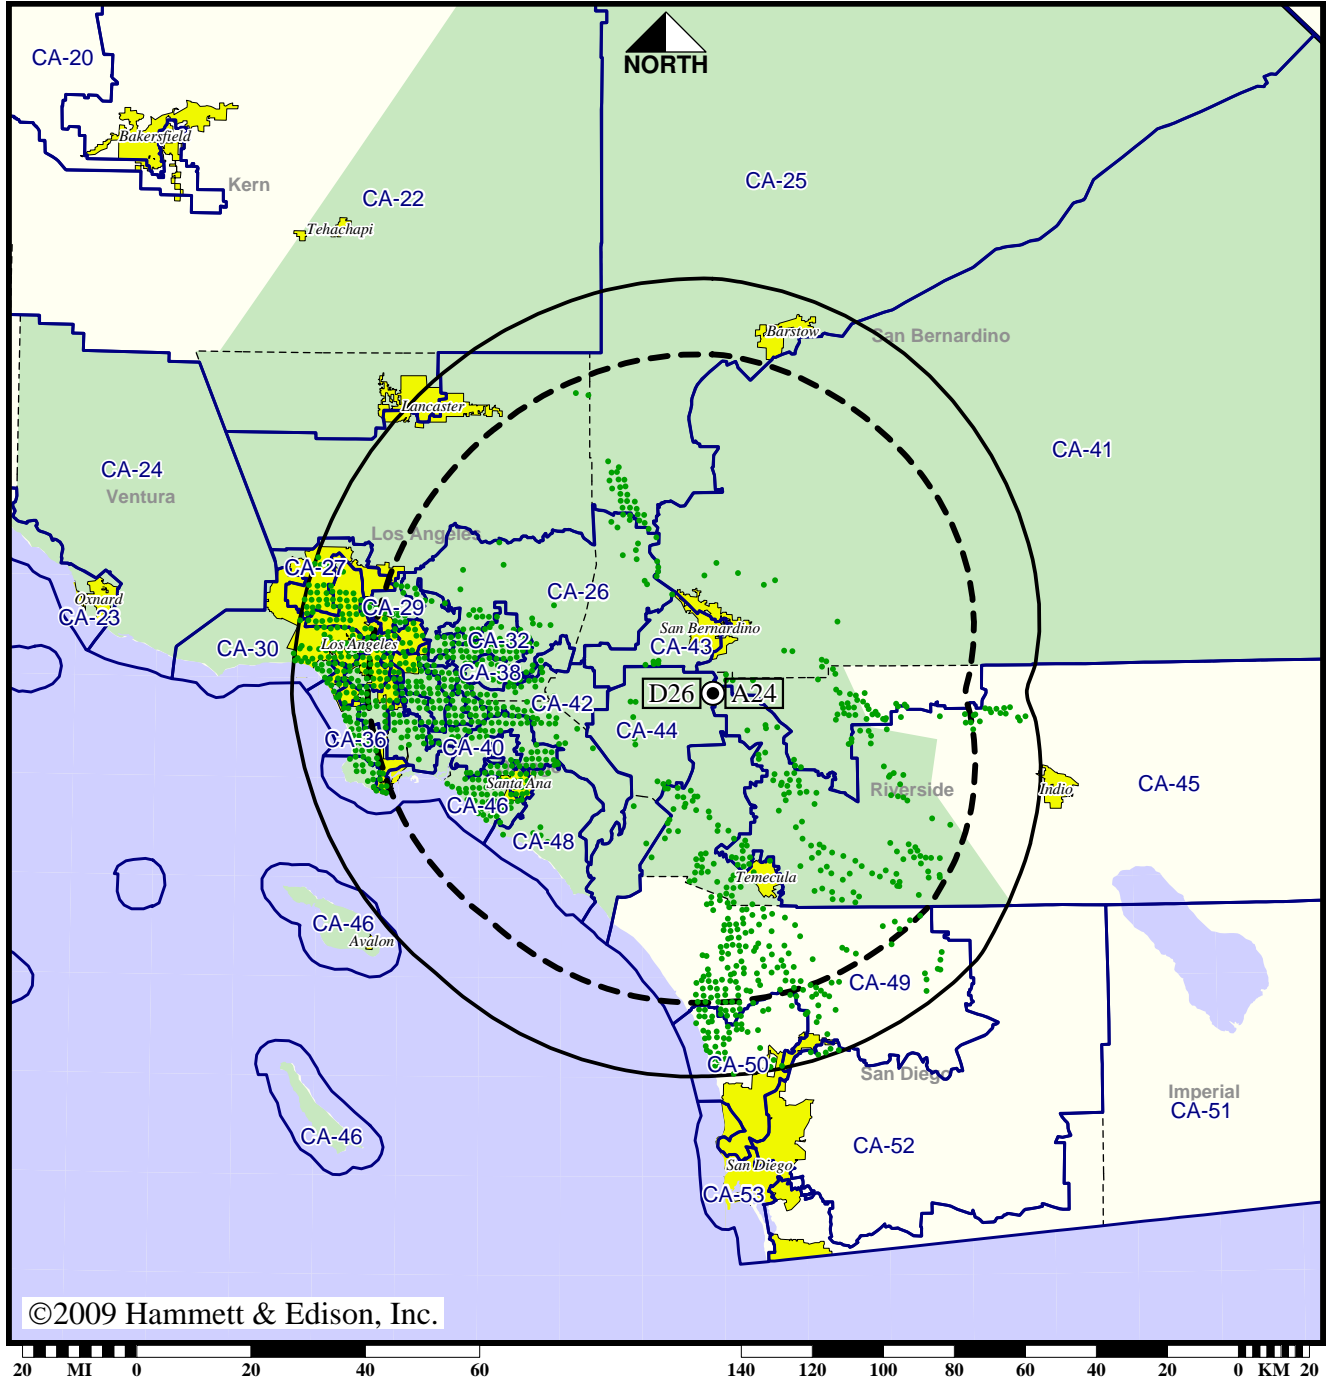 CA-20
NORTH
Bakersfield
Kern
CA-22
CA-25
Tehachapi
Barstow
San Bernardino
Lancaster
CA-41
CA-24
Ventura
Los Angeles
CA-27
CA-26
Oxnard
CA-23
CA-29
San Bernardino
CA-30
Los Angeles
CA-32
CA-43
CA-38
D26
A24
CA-42
CA-44
CA-36
CA-40
Santa Ana
Riverside
Indio
CA-45
CA-46
CA-48
Temecula
CA-46
Avalon
CA-49
CA-50
San Diego
Imperial
CA-51
CA-46
CA-52
San Diego
CA-53
©2009 Hammett & Edison, Inc.
20 MI 0 20 40 60 140 120 100 80 60 40 20 0 KM 20